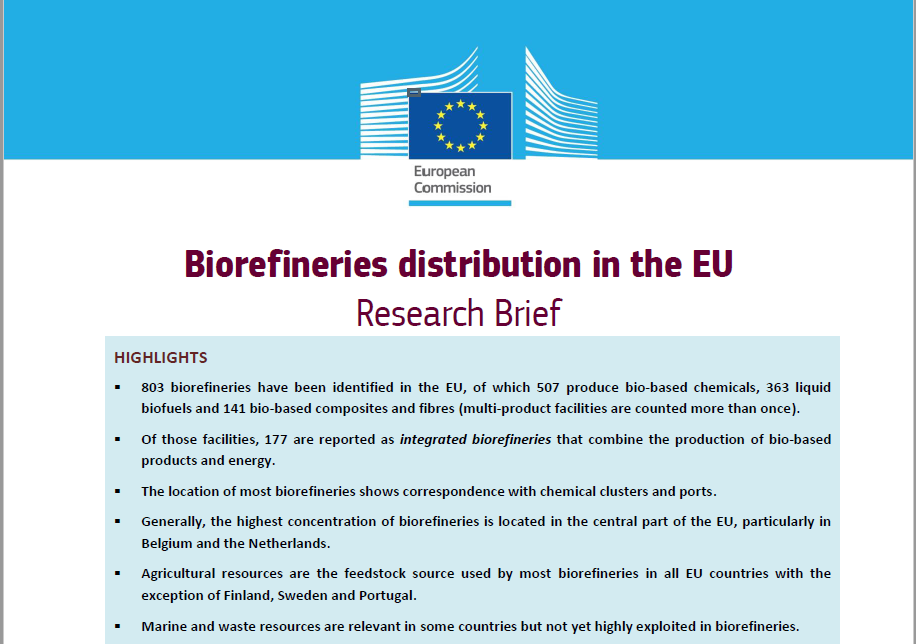 European
Commission
Biorefineries distribution in the EU
Research Brief
HIGHLIGHTS
▪ 803 biorefineries have been identified in the EU, of which 507 produce bio-based chemicals, 363 liquid
biofuels and 141 bio-based composites and fibres (multi-product facilities are counted more than once).
▪ Of those facilities, 177 are reported as integrated biorefineries that combine the production of bio-based
products and energy.
▪ The location of most biorefineries shows correspondence with chemical clusters and ports.
▪ Generally, the highest concentration of biorefineries is located in the central part of the EU, particularly in
Belgium and the Netherlands.
▪ Agricultural resources are the feedstock source used by most biorefineries in all EU countries with the
exception of Finland, Sweden and Portugal.
▪ Marine and waste resources are relevant in some countries but not yet highly exploited in biorefineries.